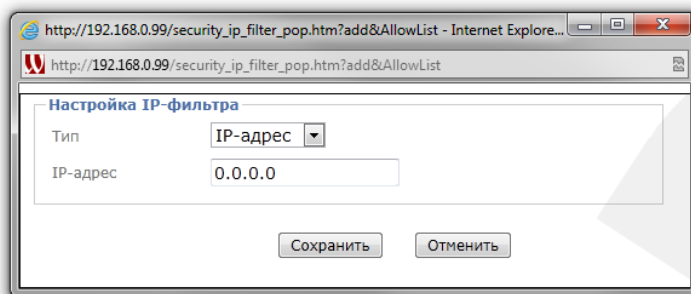 http://192.168.0.99/security_ip_filter_pop.htm?add&AllowList - Internet Explore...
http://192.168.0.99/security_ip_filter_pop.htm?add&AllowList
Настройка IP-фильтра
Тип IP-адрес
IP-адрес 0.0.0.0
Сохранить Отменить